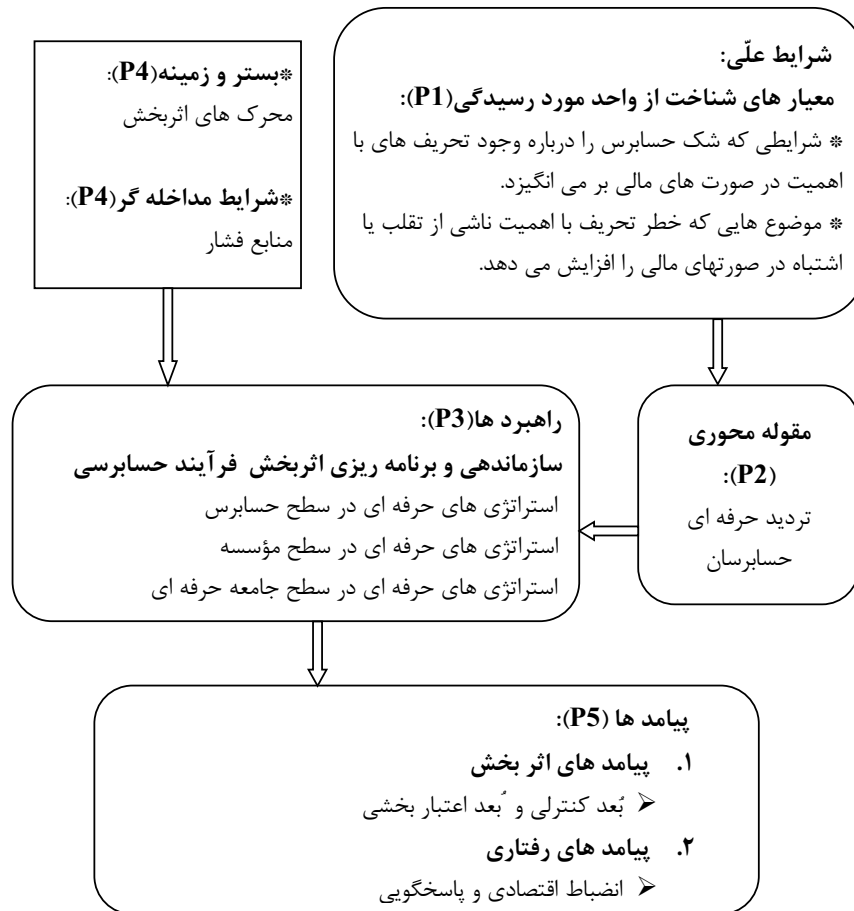 شرایط علّی:
معیار های شناخت از واحد مورد رسیدگی(P1):
* شرایطی که شک حسابرس را درباره وجود تحریف های با
اهمیت در صورت های مالی بر می انگیزد.
* موضوع هایی که خطر تحریف با اهمیت ناشی از تقلب یا
اشتباه در صورتهای مالی را افزایش می دهد.
*بستر و زمینه(P4):
محرک های اثربخش
*شرایط مداخله گر(P4):
منابع فشار
مقوله محوری
(P2):
تردید حرفه ای
حسابرسان
راهبرد ها(P3):
سازماندهی و برنامه ریزی اثربخش فرآیند حسابرسی
استراتژی های حرفه ای در سطح حسابرس
استراتژی های حرفه ای در سطح مؤسسه
استراتژی های حرفه ای در سطح جامعه حرفه ای
پیامد ها (P5):
۱. پیامد های اثر بخش
➢ بُعد کنترلی و بُعد اعتبار بخشی
۲. پیامد های رفتاری
➢ انضباط اقتصادی و پاسخگویی